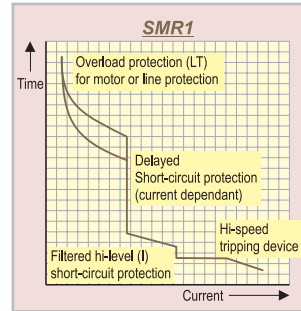 SMR1
Overload protection (LT)
for motor or line protection
Time
Delayed
Short-circuit protection
(current dependant)
Hi-speed
tripping device
Filtered hi-level (I)
short-circuit protection
Current